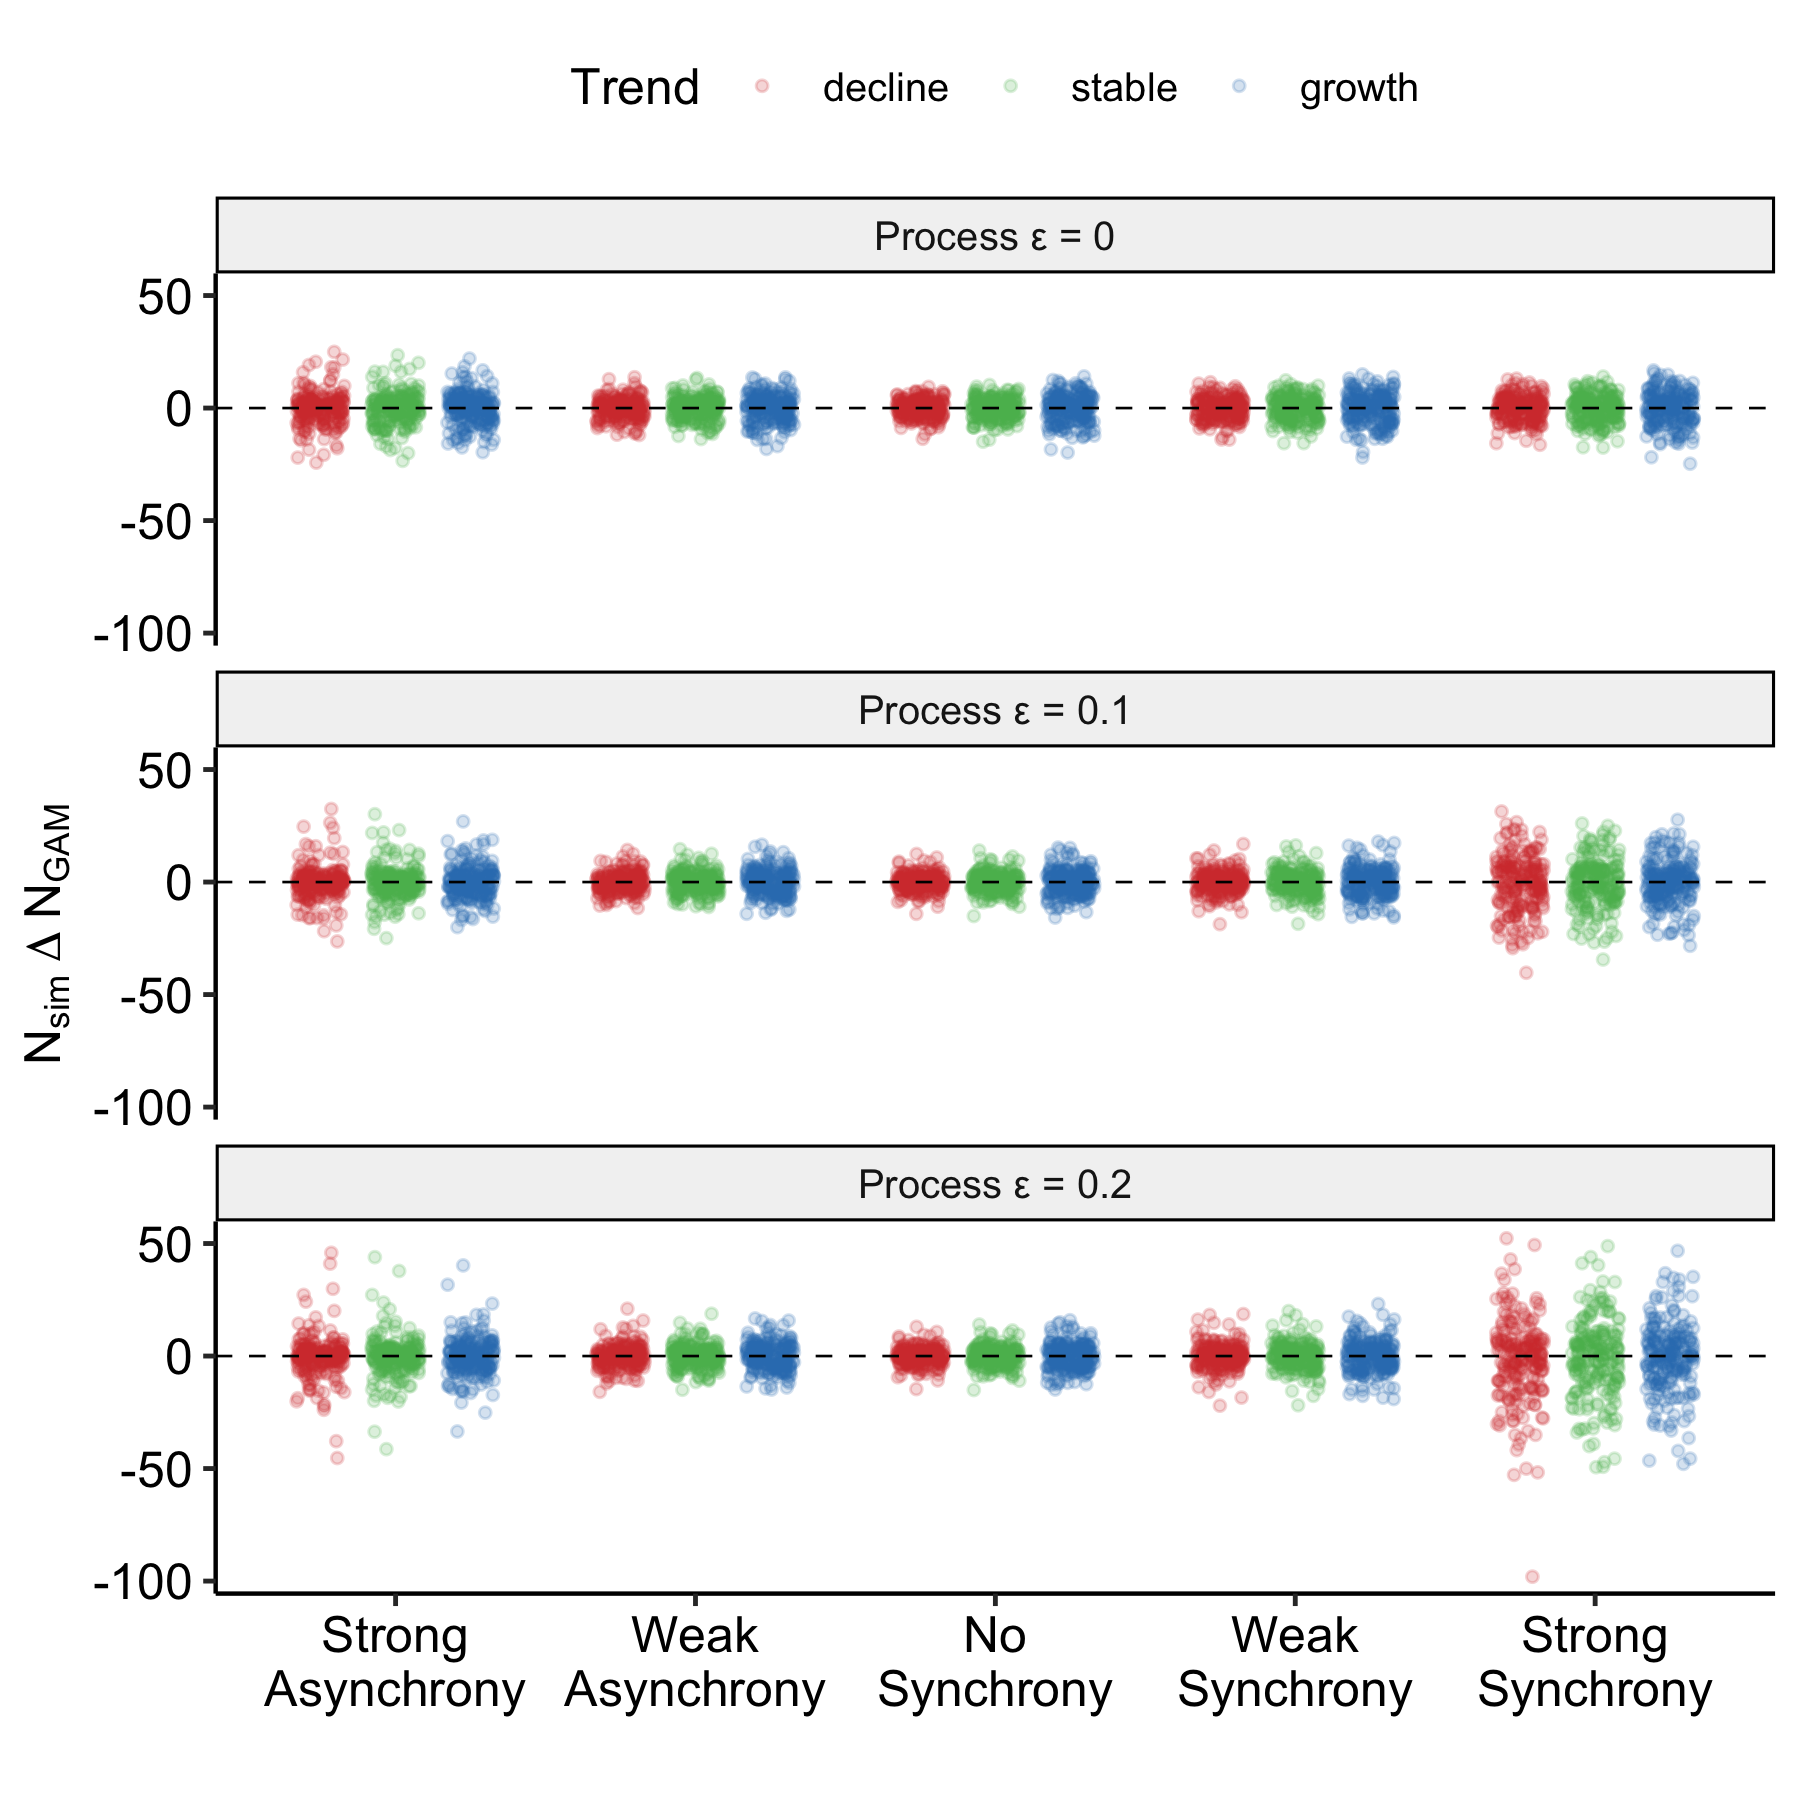 Trend decline stable growth
Process ε = 0
50
0
-50
-100
Process ε = 0.1
50
0
-50
-100
Process ε = 0.2
50
0
-50
-100
Nsim Δ NGAM
Strong Asynchrony
Weak Asynchrony
No Synchrony
Weak Synchrony
Strong Synchrony